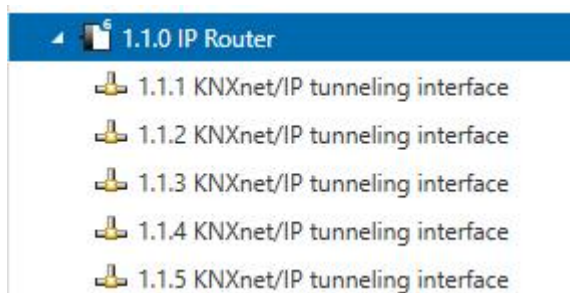 6
1.1.0 IP Router
1.1.1 KNXnet/IP tunneling interface
1.1.2 KNXnet/IP tunneling interface
1.1.3 KNXnet/IP tunneling interface
1.1.4 KNXnet/IP tunneling interface
1.1.5 KNXnet/IP tunneling interface